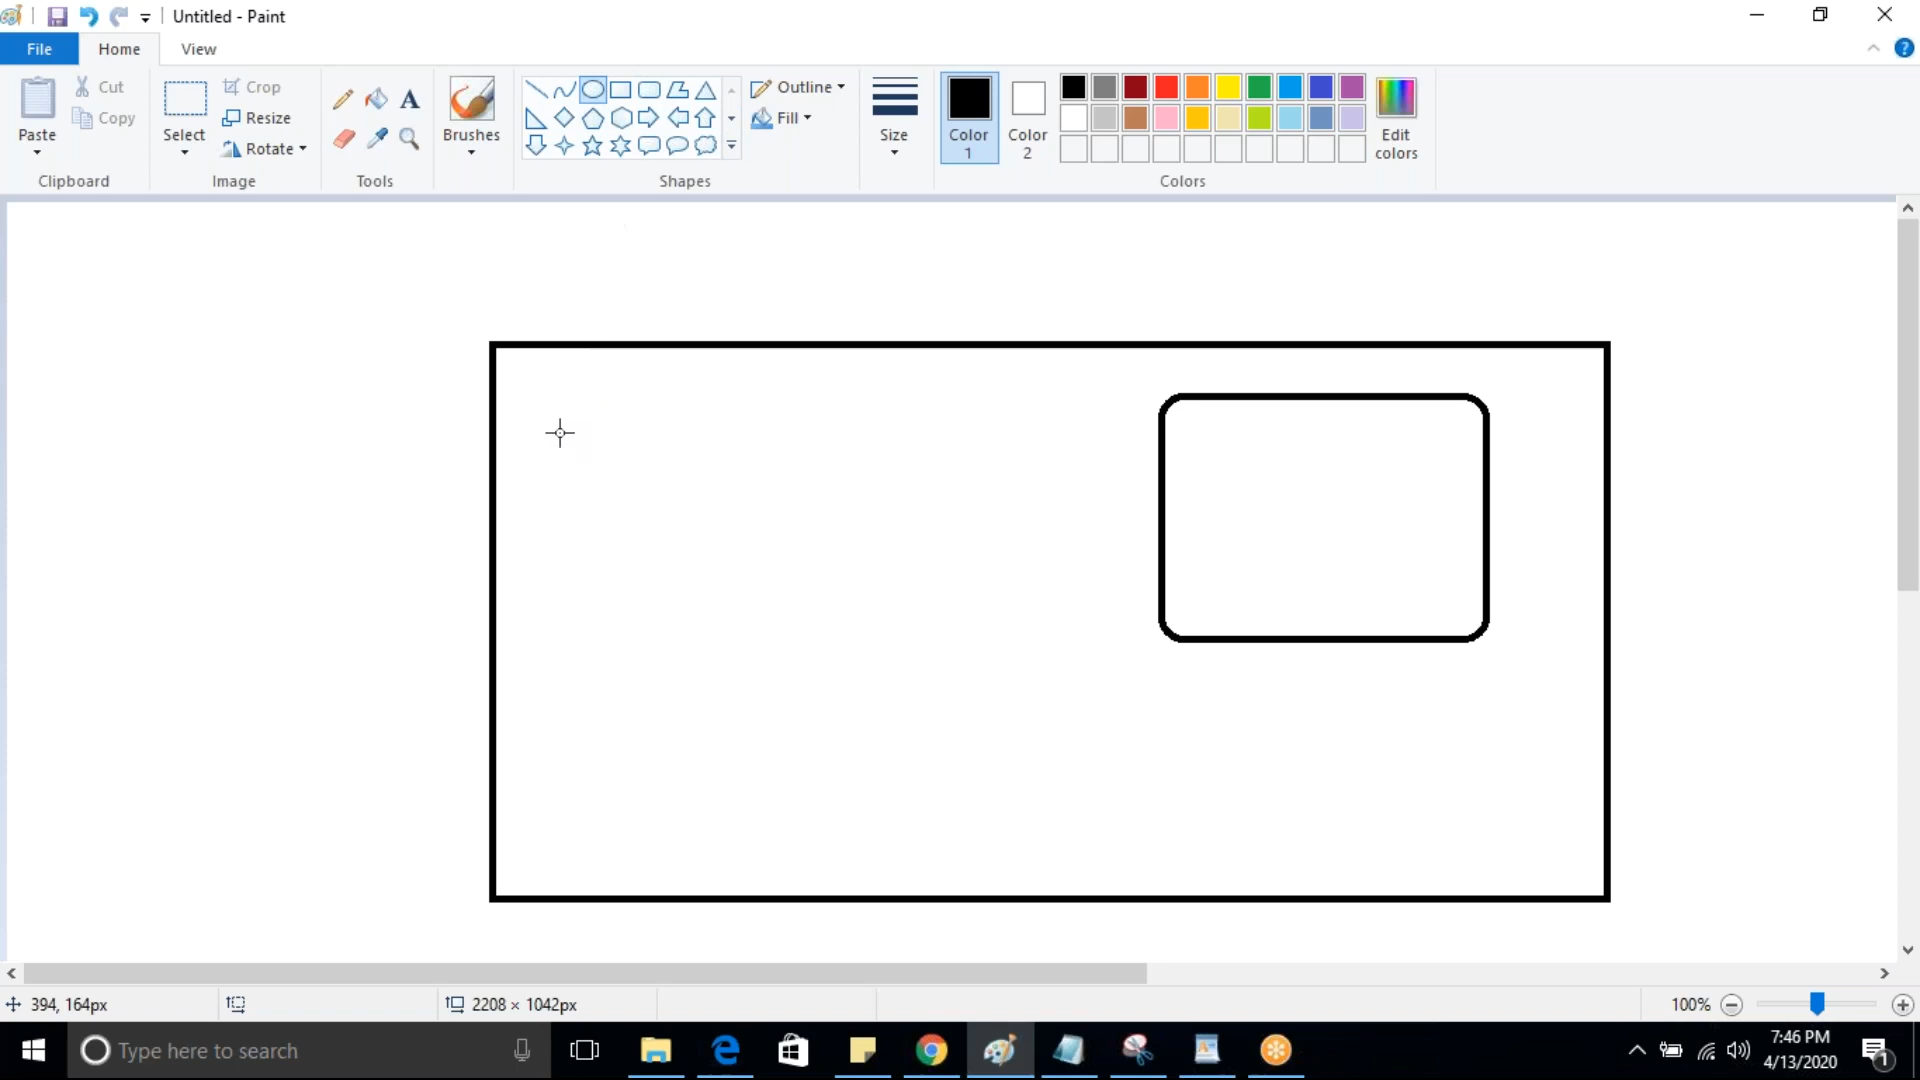 Untitled - Paint
File Home View
Paste
Cut
Copy
Clipboard
Select
Crop
Resize
Rotate
Image
A
Tools
Brushes
Shapes
Outline
Fill
Size
Color 1
Color 2
Edit colors
Colors
394, 164px
2208 × 1042px
100%
Type here to search
7:46 PM
4/13/2020
1